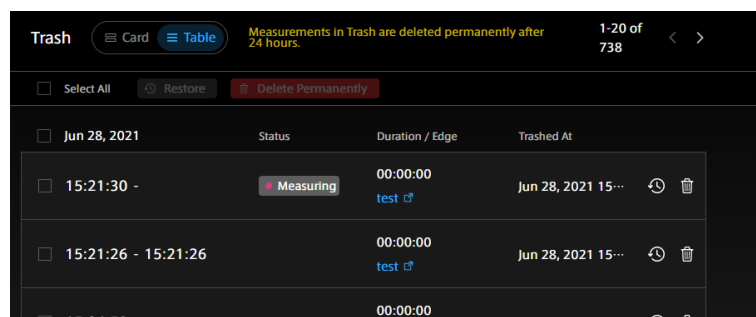 Trash
Card
Table
Measurements in Trash are deleted permanently after
24 hours.
1-20 of
738
Select All
Restore
Delete Permanently
Jun 28, 2021
Status
Duration / Edge
Trashed At
15:21:30 -
Measuring
00:00:00
test
Jun 28, 2021 15···
15:21:26 - 15:21:26
00:00:00
test
Jun 28, 2021 15···
00:00:00